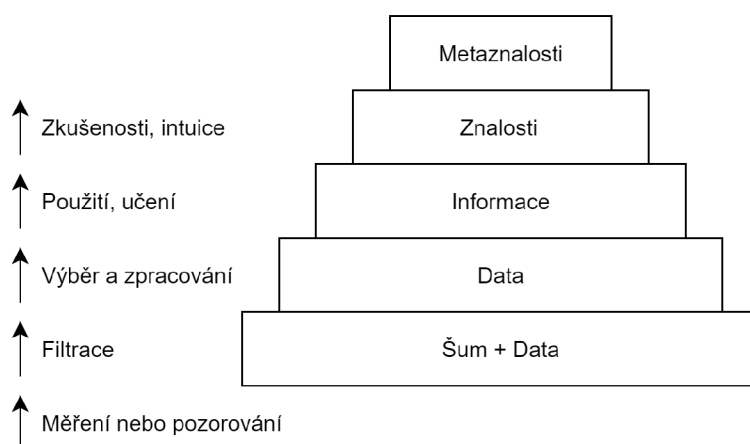 Metaznalosti
Zkušenosti, intuice
Znalosti
Použití, učení
Informace
Výběr a zpracování
Data
Filtrace
Šum + Data
Měření nebo pozorování